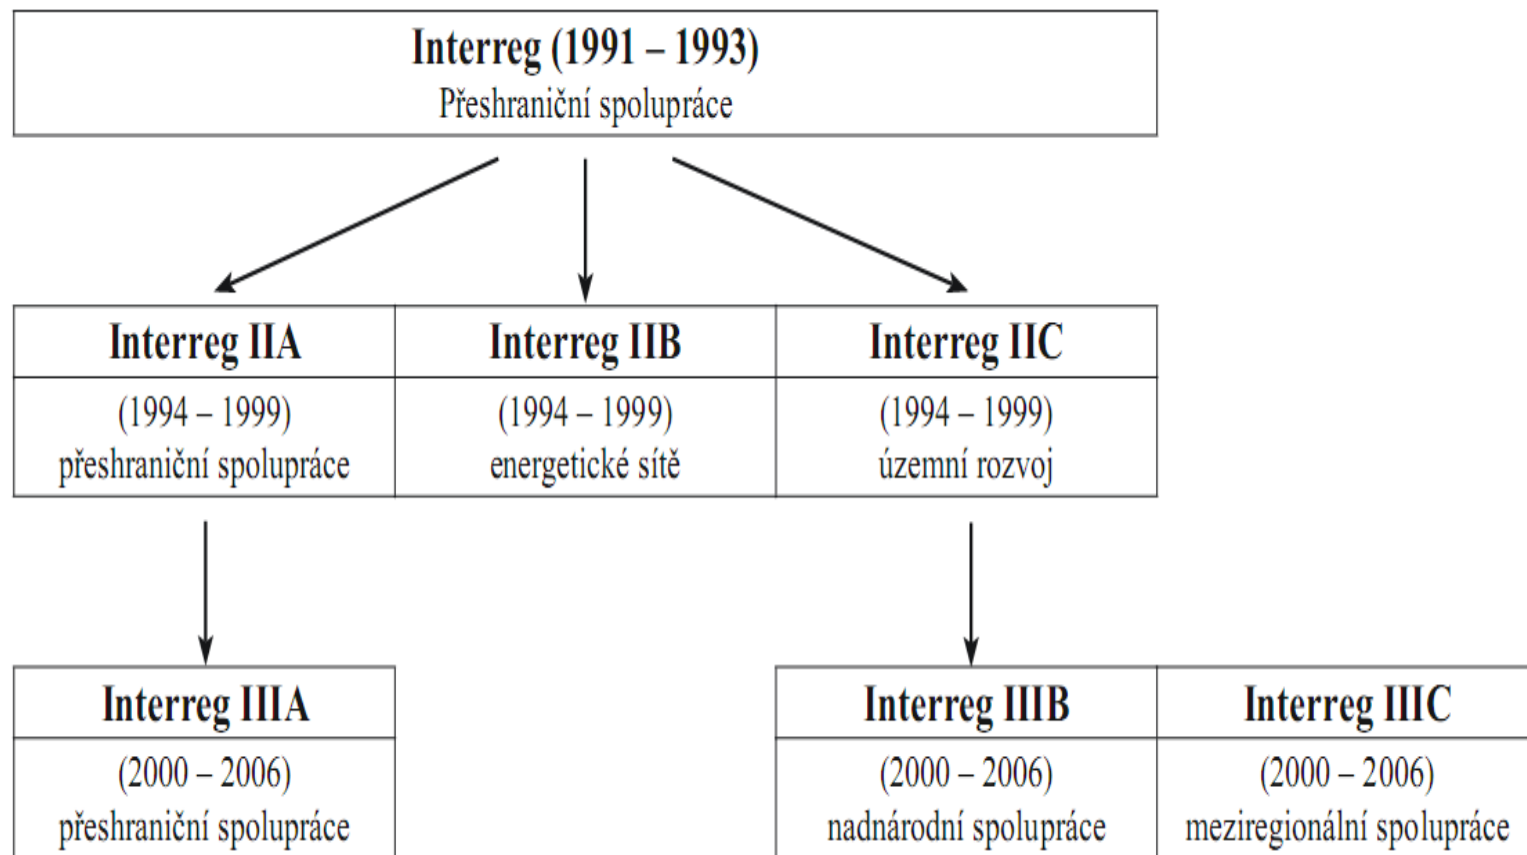 Interreg (1991 – 1993)
Přeshraniční spolupráce
Interreg IIA
(1994 – 1999)
přeshraniční spolupráce
Interreg IIB
(1994 – 1999)
energetické sítě
Interreg IIC
(1994 – 1999)
územní rozvoj
Interreg IIIA
(2000 – 2006)
přeshraniční spolupráce
Interreg IIIB
(2000 – 2006)
nadnárodní spolupráce
Interreg IIIC
(2000 – 2006)
meziregionální spolupráce